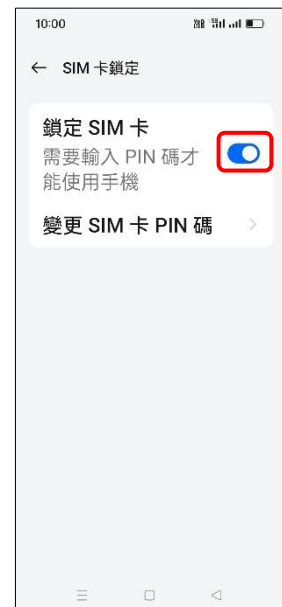 10:00
← SIM 卡鎖定
鎖定 SIM 卡
需要輸入 PIN 碼才
能使用手機
變更 SIM 卡 PIN 碼